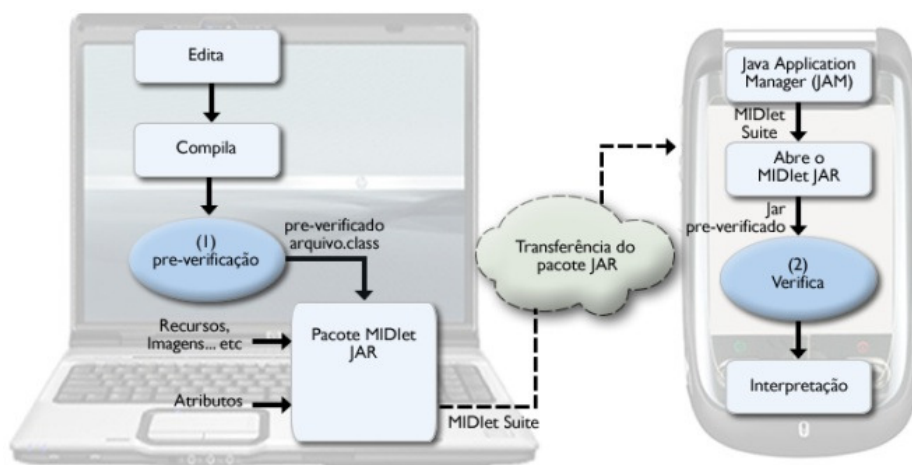 Edita
Compila
(1)
pre-verificação
pre-verificado
arquivo.class
Recursos,
Imagens... etc
Atributos
Pacote MIDlet
JAR
MIDlet Suite
Transferência do
pacote JAR
Java Application
Manager (JAM)
MIDlet
Suite
Abre o
MIDlet JAR
Jar
pre-verificado
(2)
Verifica
Interpretação